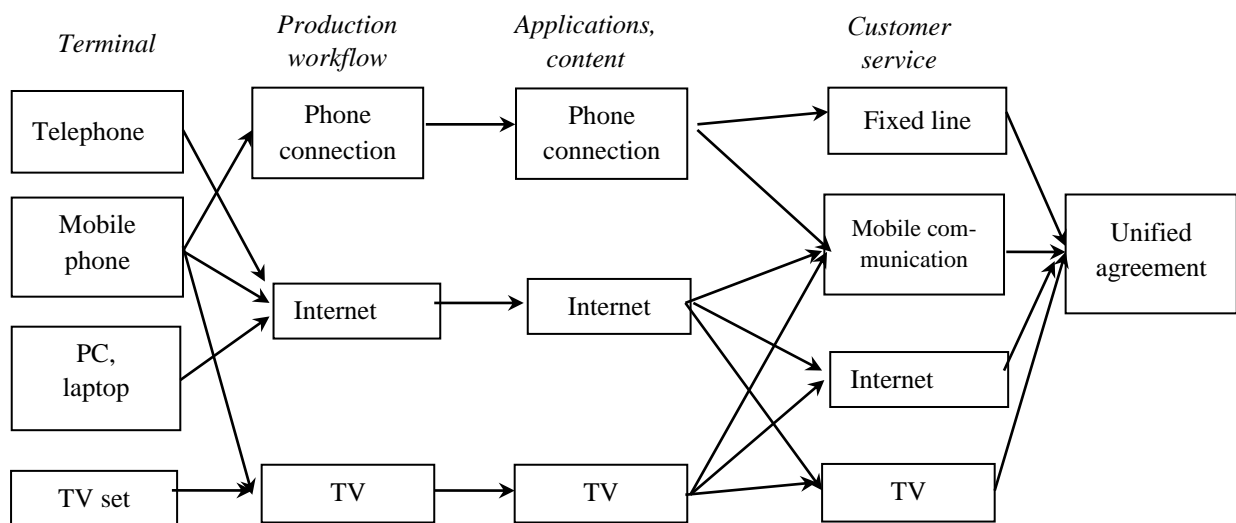 Terminal
Production
workflow
Applications,
content
Customer
service
Telephone
Phone
connection
Phone
connection
Fixed line
Mobile
phone
Mobile com-
munication
Unified
agreement
Internet
Internet
PC,
laptop
Internet
TV set
TV
TV
TV